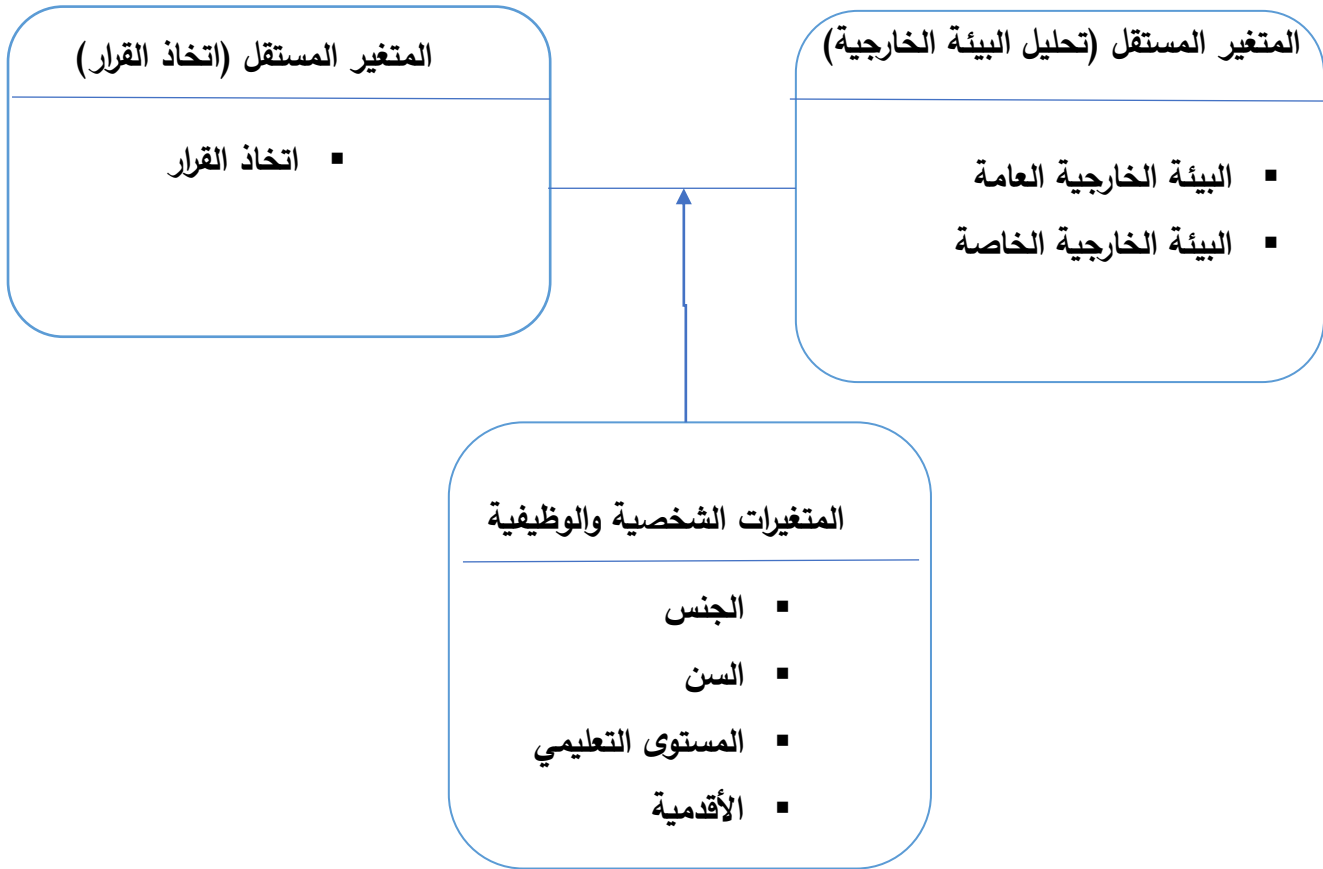 المتغير المستقل (تحليل البيئة الخارجية)
▪ البيئة الخارجية العامة
▪ البيئة الخارجية الخاصة
المتغير المستقل (اتخاذ القرار)
▪ اتخاذ القرار
المتغيرات الشخصية والوظيفية
▪ الجنس
▪ السن
▪ المستوى التعليمي
▪ الأقدمية